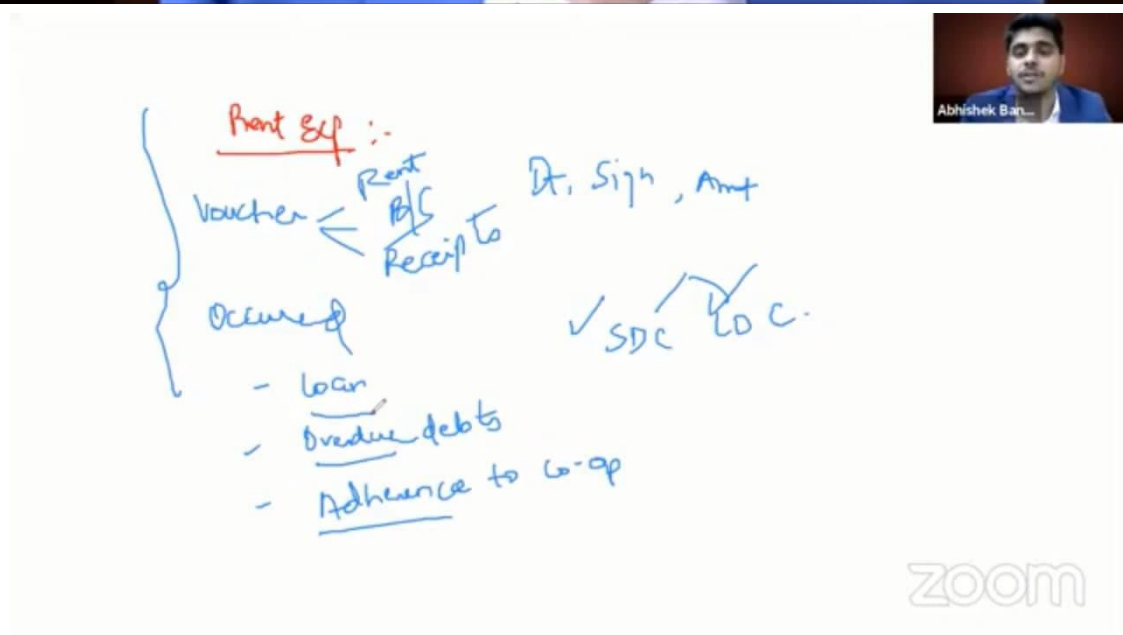 Abhishek Ban...
Rent Exp :-
Voucher
Rent
B/S
Receipts
Dt, Sign, Amt
Occured
SDC
LDC.
- Loan
- Overdue debts
- Adherence to co-op
zoom